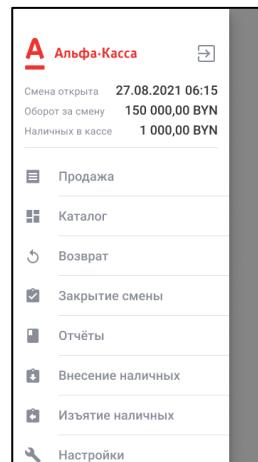 А Альфа·Касса
Смена открыта 27.08.2021 06:15
Оборот за смену 150 000,00 BYN
Наличных в кассе 1 000,00 BYN
Продажа
Каталог
Возврат
Закрытие смены
Отчёты
Внесение наличных
Изъятие наличных
Настройки